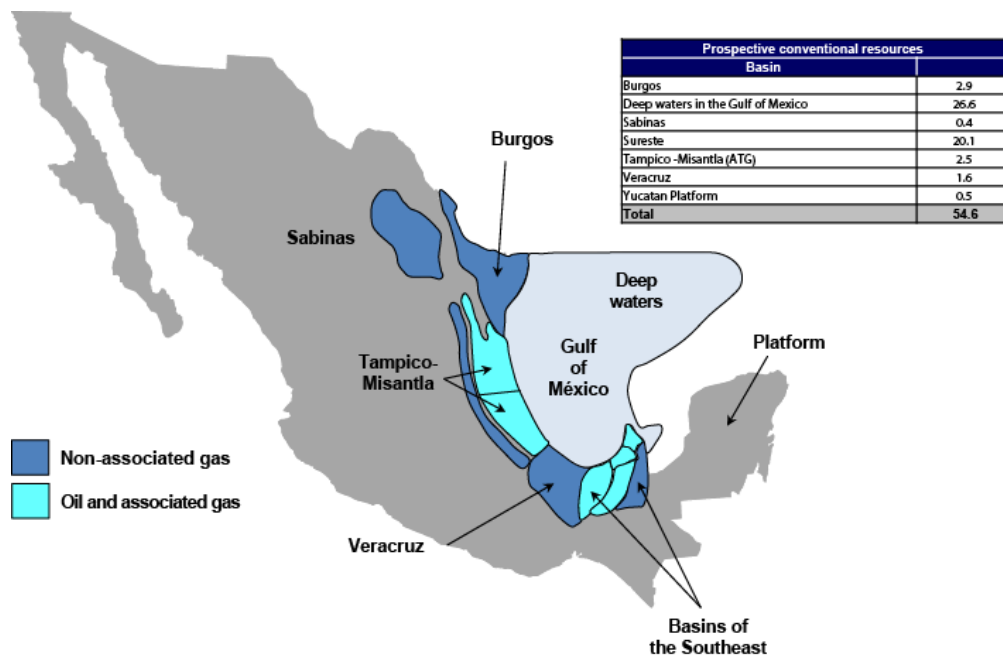 Prospective conventional resources
Basin
Burgos 2.9
Deep waters in the Gulf of Mexico 26.6
Sabinas 0.4
Sureste 20.1
Tampico -Misantla (ATG) 2.5
Veracruz 1.6
Yucatan Platform 0.5
Total 54.6
Burgos
Sabinas
Deep
waters
Platform
Gulf
of
México
Tampico-
Misantla
Non-associated gas
Oil and associated gas
Veracruz
Basins of
the Southeast